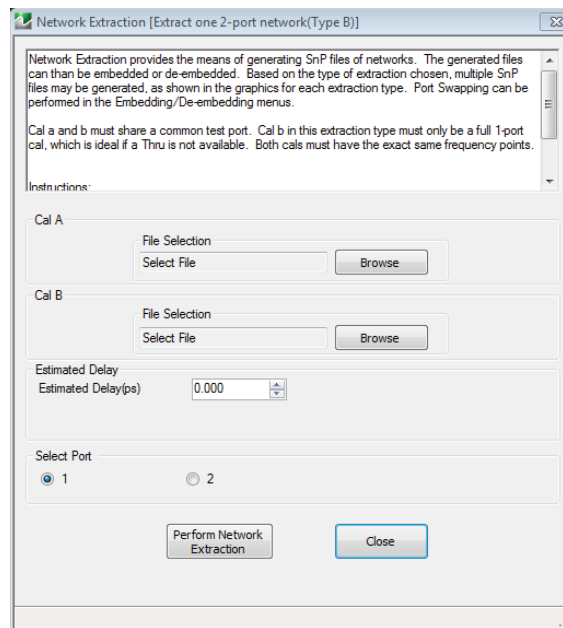 Network Extraction [Extract one 2-port network(Type B)]
Network Extraction provides the means of generating SnP files of networks. The generated files
can than be embedded or de-embedded. Based on the type of extraction chosen, multiple SnP
files may be generated, as shown in the graphics for each extraction type. Port Swapping can be
performed in the Embedding/De-embedding menus.
Cal a and b must share a common test port. Cal b in this extraction type must only be a full 1-port
cal, which is ideal if a Thru is not available. Both cals must have the exact same frequency points.
Instructions:
Cal A
File Selection
Select File Browse
Cal B
File Selection
Select File Browse
Estimated Delay
Estimated Delay(ps) 0.000
Select Port
1 2
Perform Network
Extraction
Close